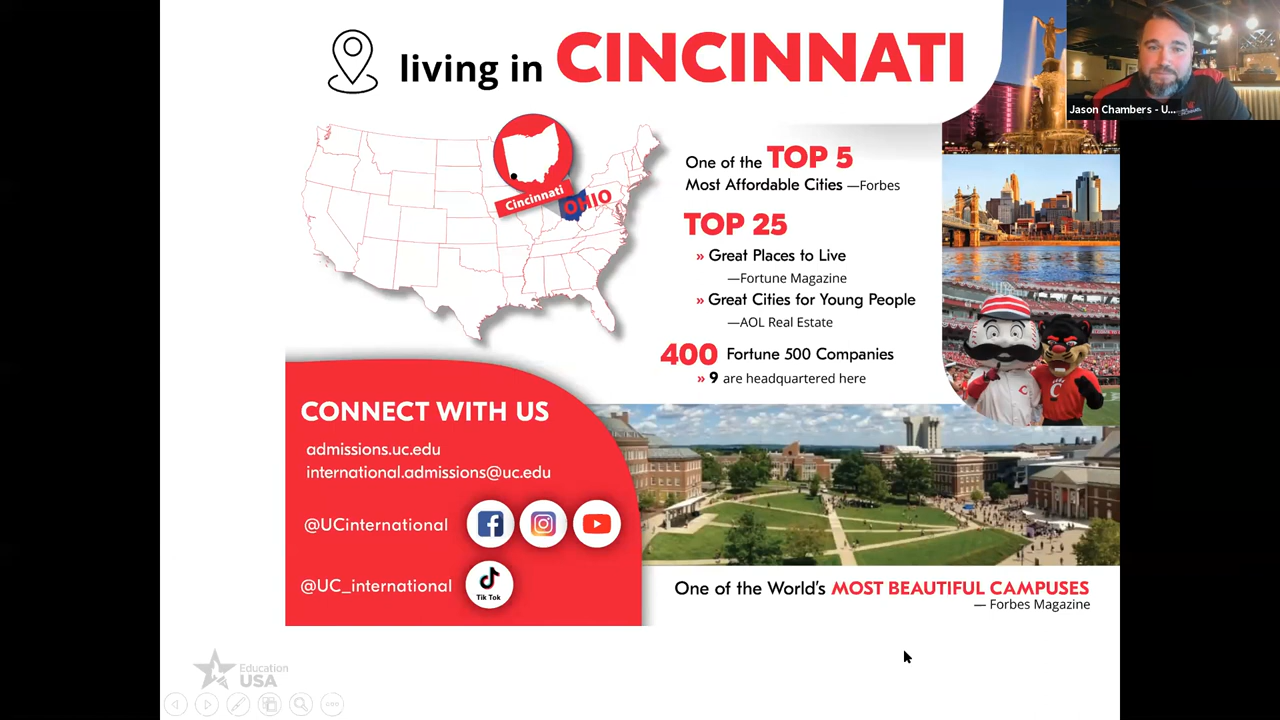 living in CINCINNATI
Jason Chambers - U...
Cincinnati
OHIO
One of the TOP 5
Most Affordable Cities —Forbes
TOP 25
» Great Places to Live
—Fortune Magazine
» Great Cities for Young People
—AOL Real Estate
400 Fortune 500 Companies
» 9 are headquartered here
CONNECT WITH US
admissions.uc.edu
international.admissions@uc.edu
@UCinternational
@UC_international
Tik Tok
One of the World's MOST BEAUTIFUL CAMPUSES
— Forbes Magazine
Education
USA